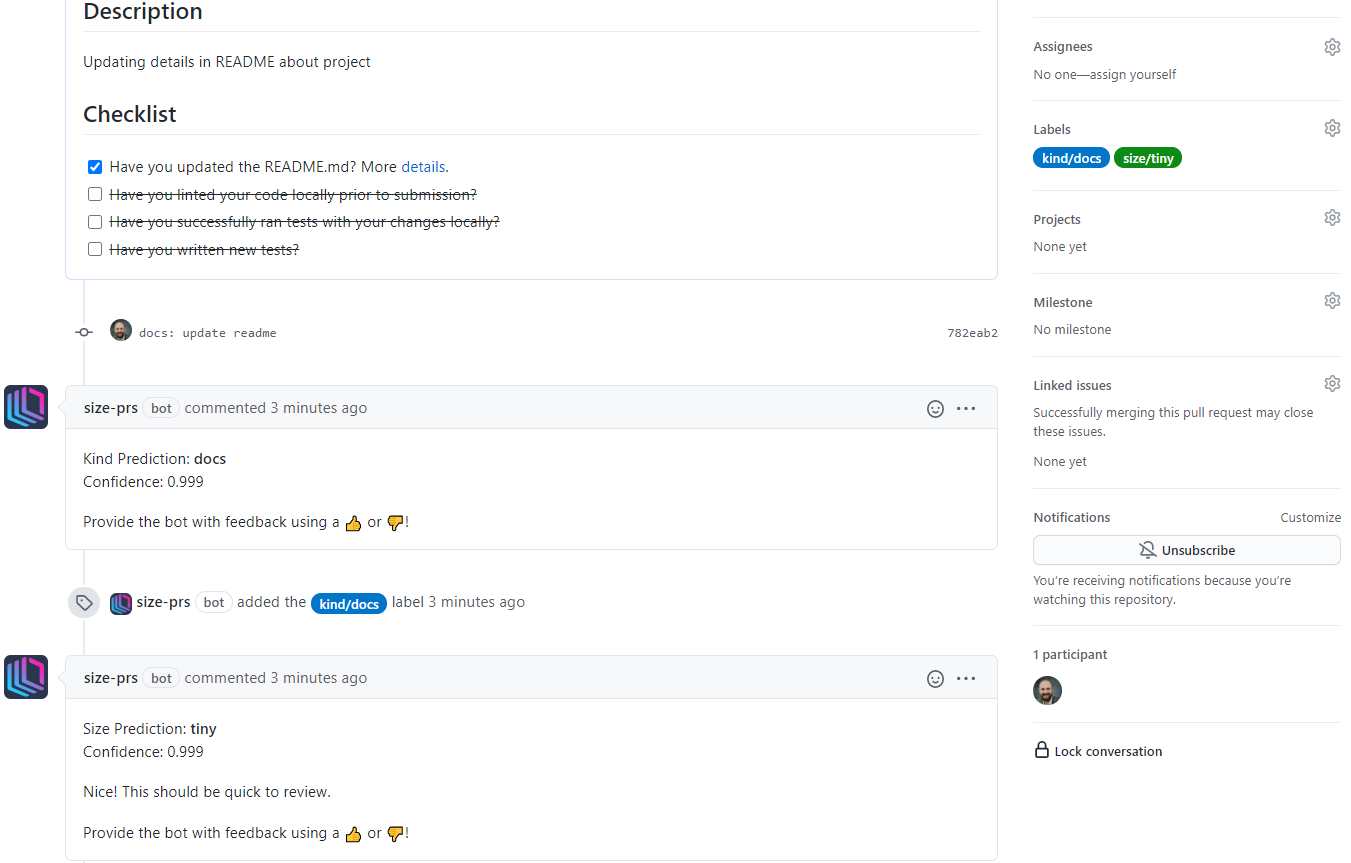 Description
Updating details in README about project
Checklist
Have you updated the README.md? More details.
Have you linted your code locally prior to submission?
Have you successfully ran tests with your changes locally?
Have you written new tests?
docs: update readme 782eab2
size-prs bot commented 3 minutes ago
Kind Prediction: docs
Confidence: 0.999
Provide the bot with feedback using a 👍 or 👎!
size-prs bot added the kind/docs label 3 minutes ago
size-prs bot commented 3 minutes ago
Size Prediction: tiny
Confidence: 0.999
Nice! This should be quick to review.
Provide the bot with feedback using a 👍 or 👎!
Assignees
No one—assign yourself
Labels
kind/docs size/tiny
Projects
None yet
Milestone
No milestone
Linked issues
Successfully merging this pull request may close
these issues.
None yet
Notifications Customize
Unsubscribe
You're receiving notifications because you're
watching this repository.
1 participant
Lock conversation